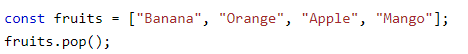 const fruits = ["Banana", "Orange", "Apple", "Mango"];
fruits.pop();